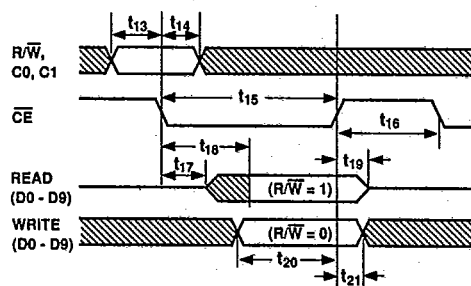 t13 t14
R/W̅,
C0, C1
t15
C̅E̅
t16
t18
t17 t19
READ (R/W̅ = 1)
(D0 - D9)
WRITE (R/W̅ = 0)
(D0 - D9)
t20
t21